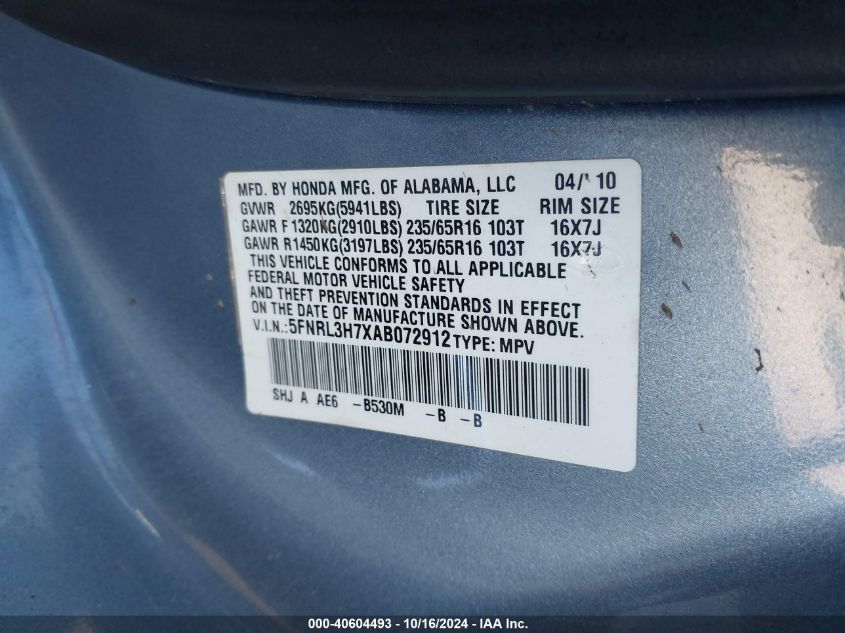 MFD. BY HONDA MFG. OF ALABAMA, LLC 04/10
GVWR 2695KG(5941LBS) TIRE SIZE RIM SIZE
GAWR F 1320KG(2910LBS) 235/65R16 103T 16X7J
GAWR R1450KG(3197LBS) 235/65R16 103T 16X7J
THIS VEHICLE CONFORMS TO ALL APPLICABLE
FEDERAL MOTOR VEHICLE SAFETY
AND THEFT PREVENTION STANDARDS IN EFFECT
ON THE DATE OF MANUFACTURE SHOWN ABOVE.
V.I.N.:5FNRL3H7XAB072912 TYPE: MPV
SHJ A AE6 -B530M -B -B
000-40604493 - 10/16/2024 - IAA Inc.